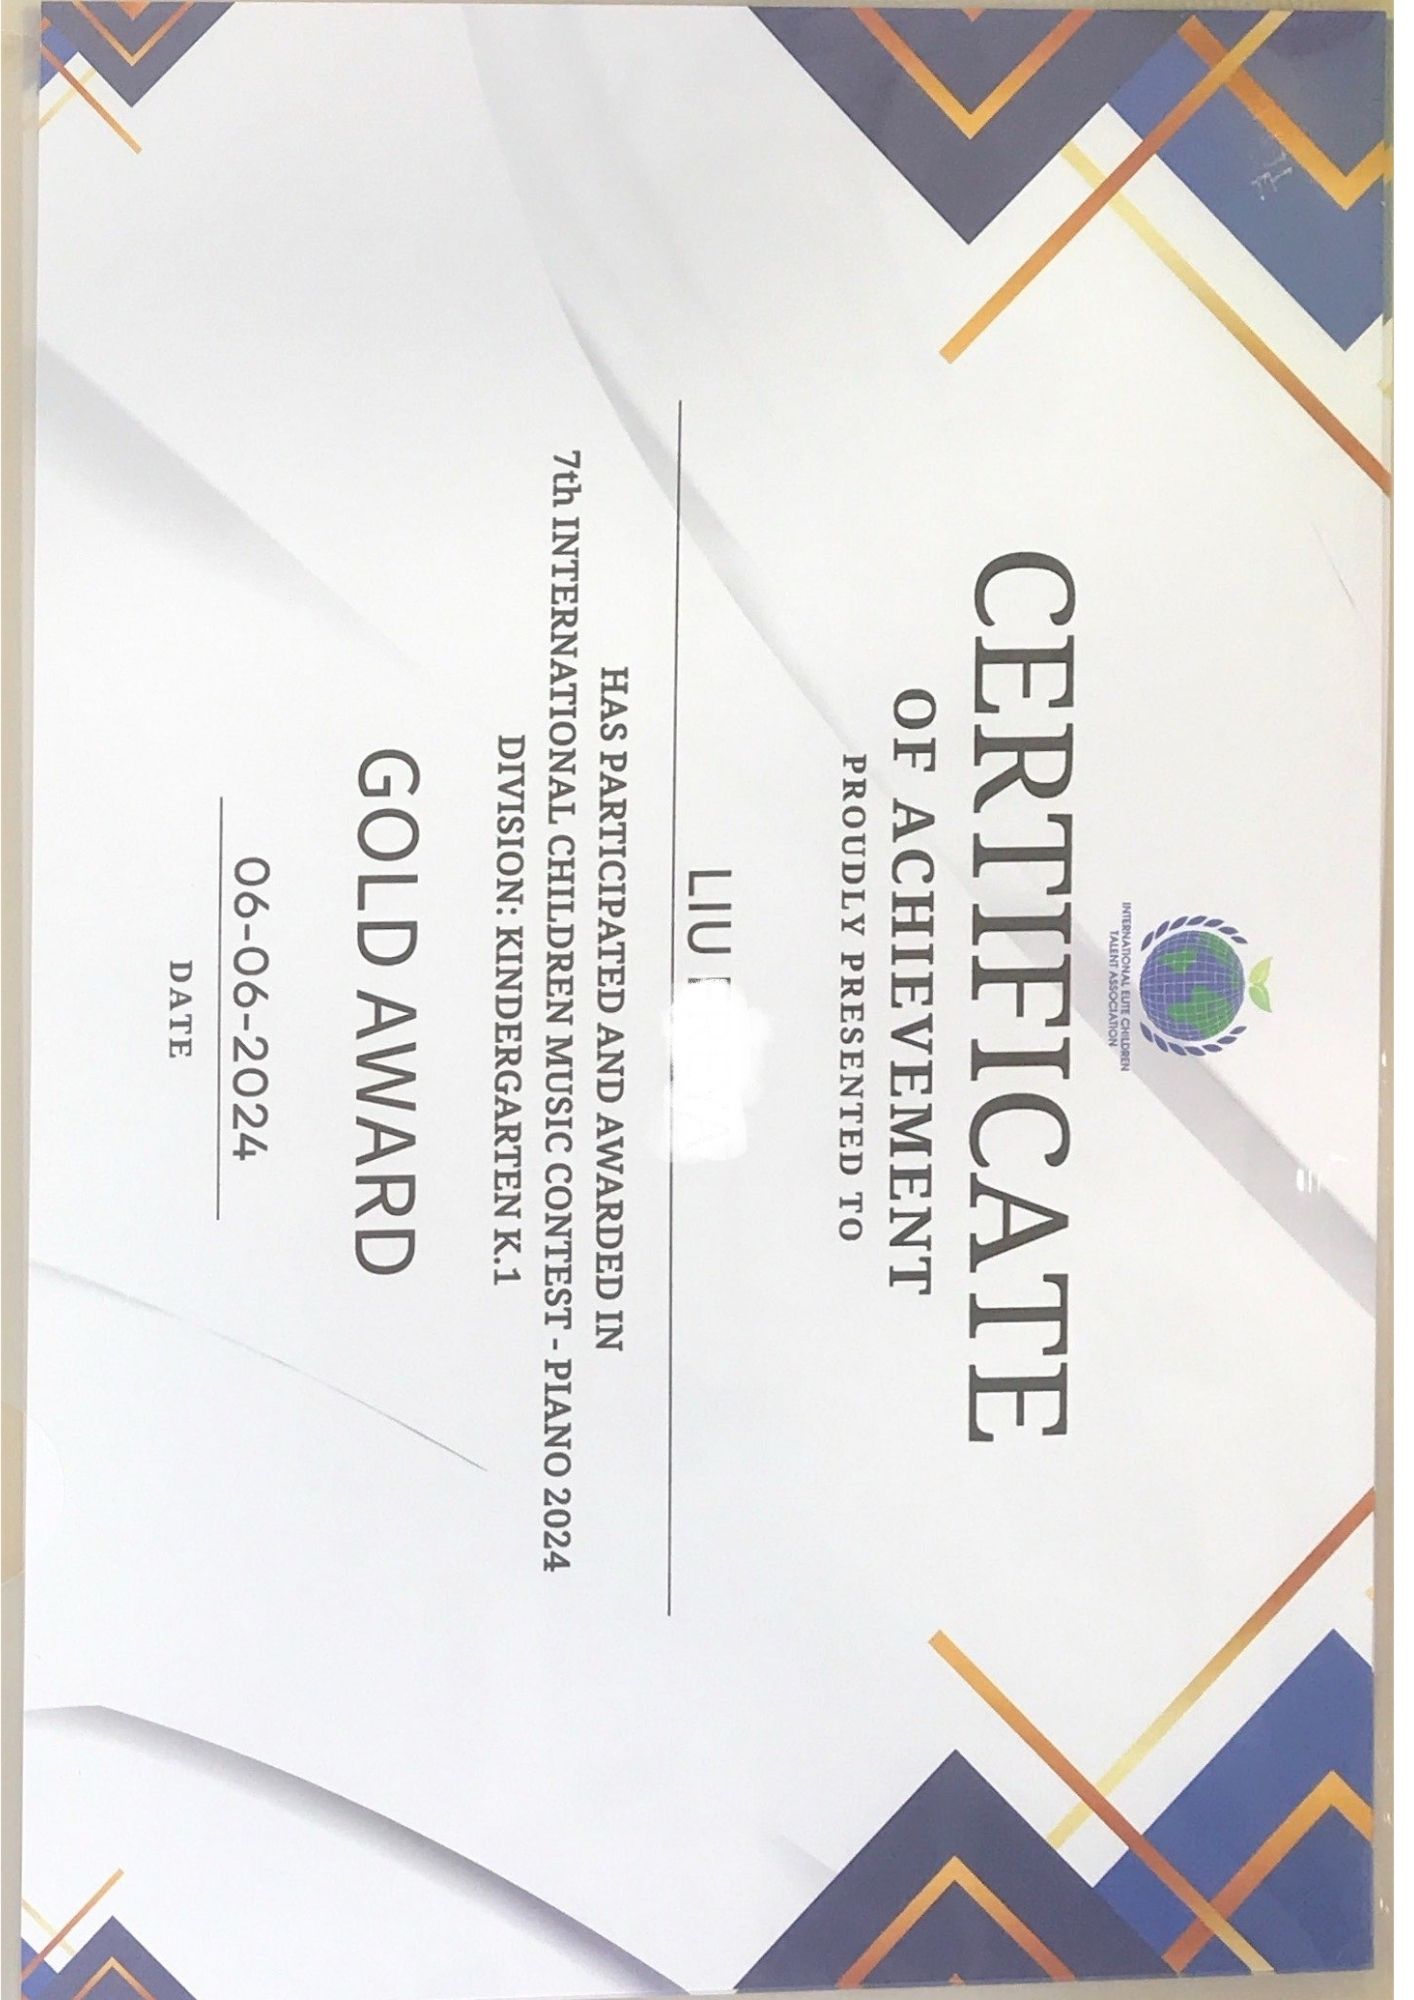 INTERNATIONAL ELITE CHILDREN
TALENT ASSOCIATION
CERTIFICATE
OF ACHIEVEMENT
PROUDLY PRESENTED TO
LIU
HAS PARTICIPATED AND AWARDED IN
7th INTERNATIONAL CHILDREN MUSIC CONTEST - PIANO 2024
DIVISION: KINDERGARTEN K.1
GOLD AWARD
06-06-2024
DATE